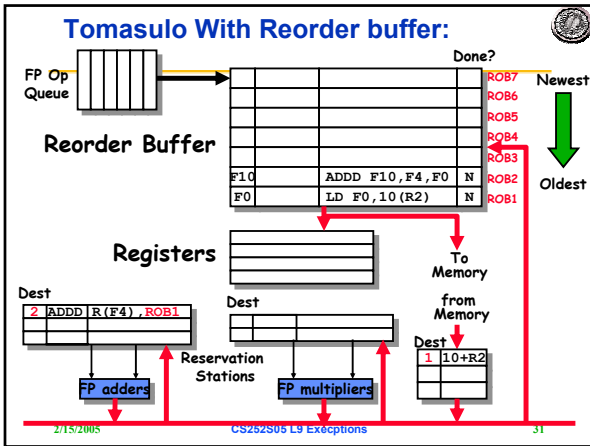 Tomasulo With Reorder buffer:
Done?
FP Op
Queue
ROB7
Newest
ROB6
ROB5
ROB4
Reorder Buffer
ROB3
F10 ADDD F10,F4,F0 N ROB2
Oldest
F0 LD F0,10(R2) N ROB1
Registers
To
Memory
Dest
2 ADDD R(F4),ROB1
Dest
from
Memory
Dest
1 10+R2
Reservation
Stations
FP adders
FP multipliers
2/15/2005
CS252S05 L9 Execptions
31